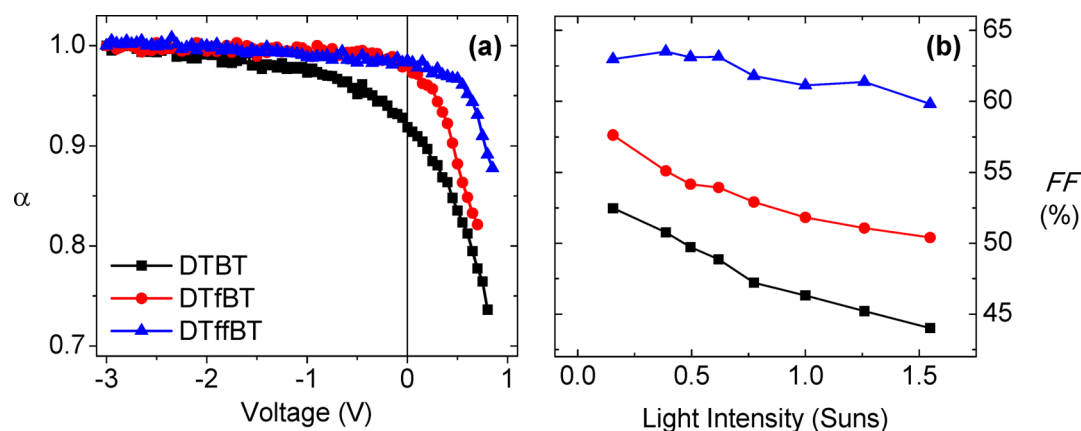 (a)
1.0
0.9
0.8
0.7
α
DTBT
DTfBT
DTffBT
-3
-2
-1
0
1
Voltage (V)
(b)
65
60
55
50
45
FF
(%)
0.0
0.5
1.0
1.5
Light Intensity (Suns)